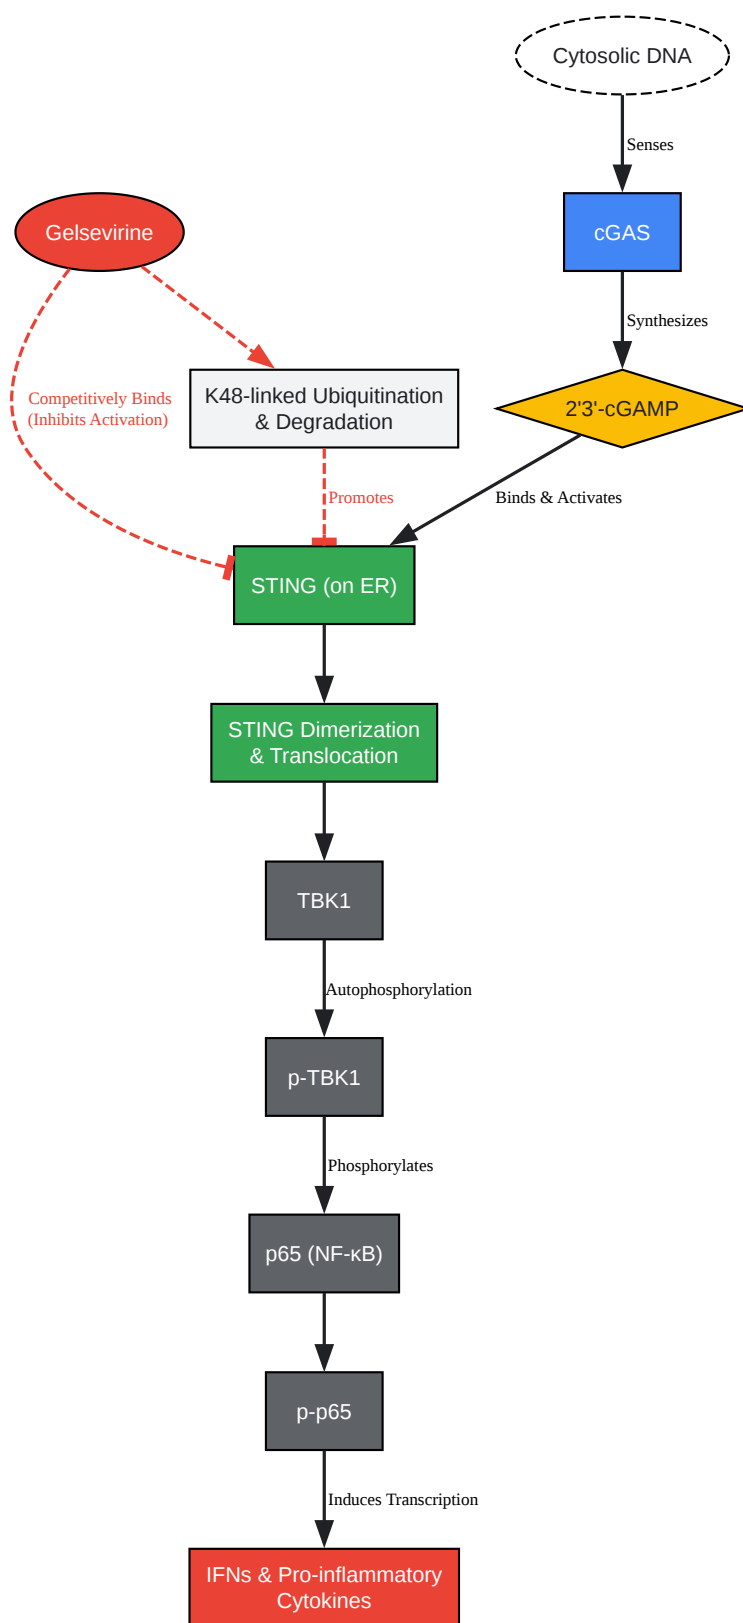 Cytosolic DNA
Senses
Gelsevirine
cGAS
Synthesizes
Competitively Binds
(Inhibits Activation)
K48-linked Ubiquitination
& Degradation
2'3'-cGAMP
Promotes
Binds & Activates
STING (on ER)
STING Dimerization
& Translocation
TBK1
Autophosphorylation
p-TBK1
Phosphorylates
p65 (NF-κB)
p-p65
Induces Transcription
IFNs & Pro-inflammatory
Cytokines